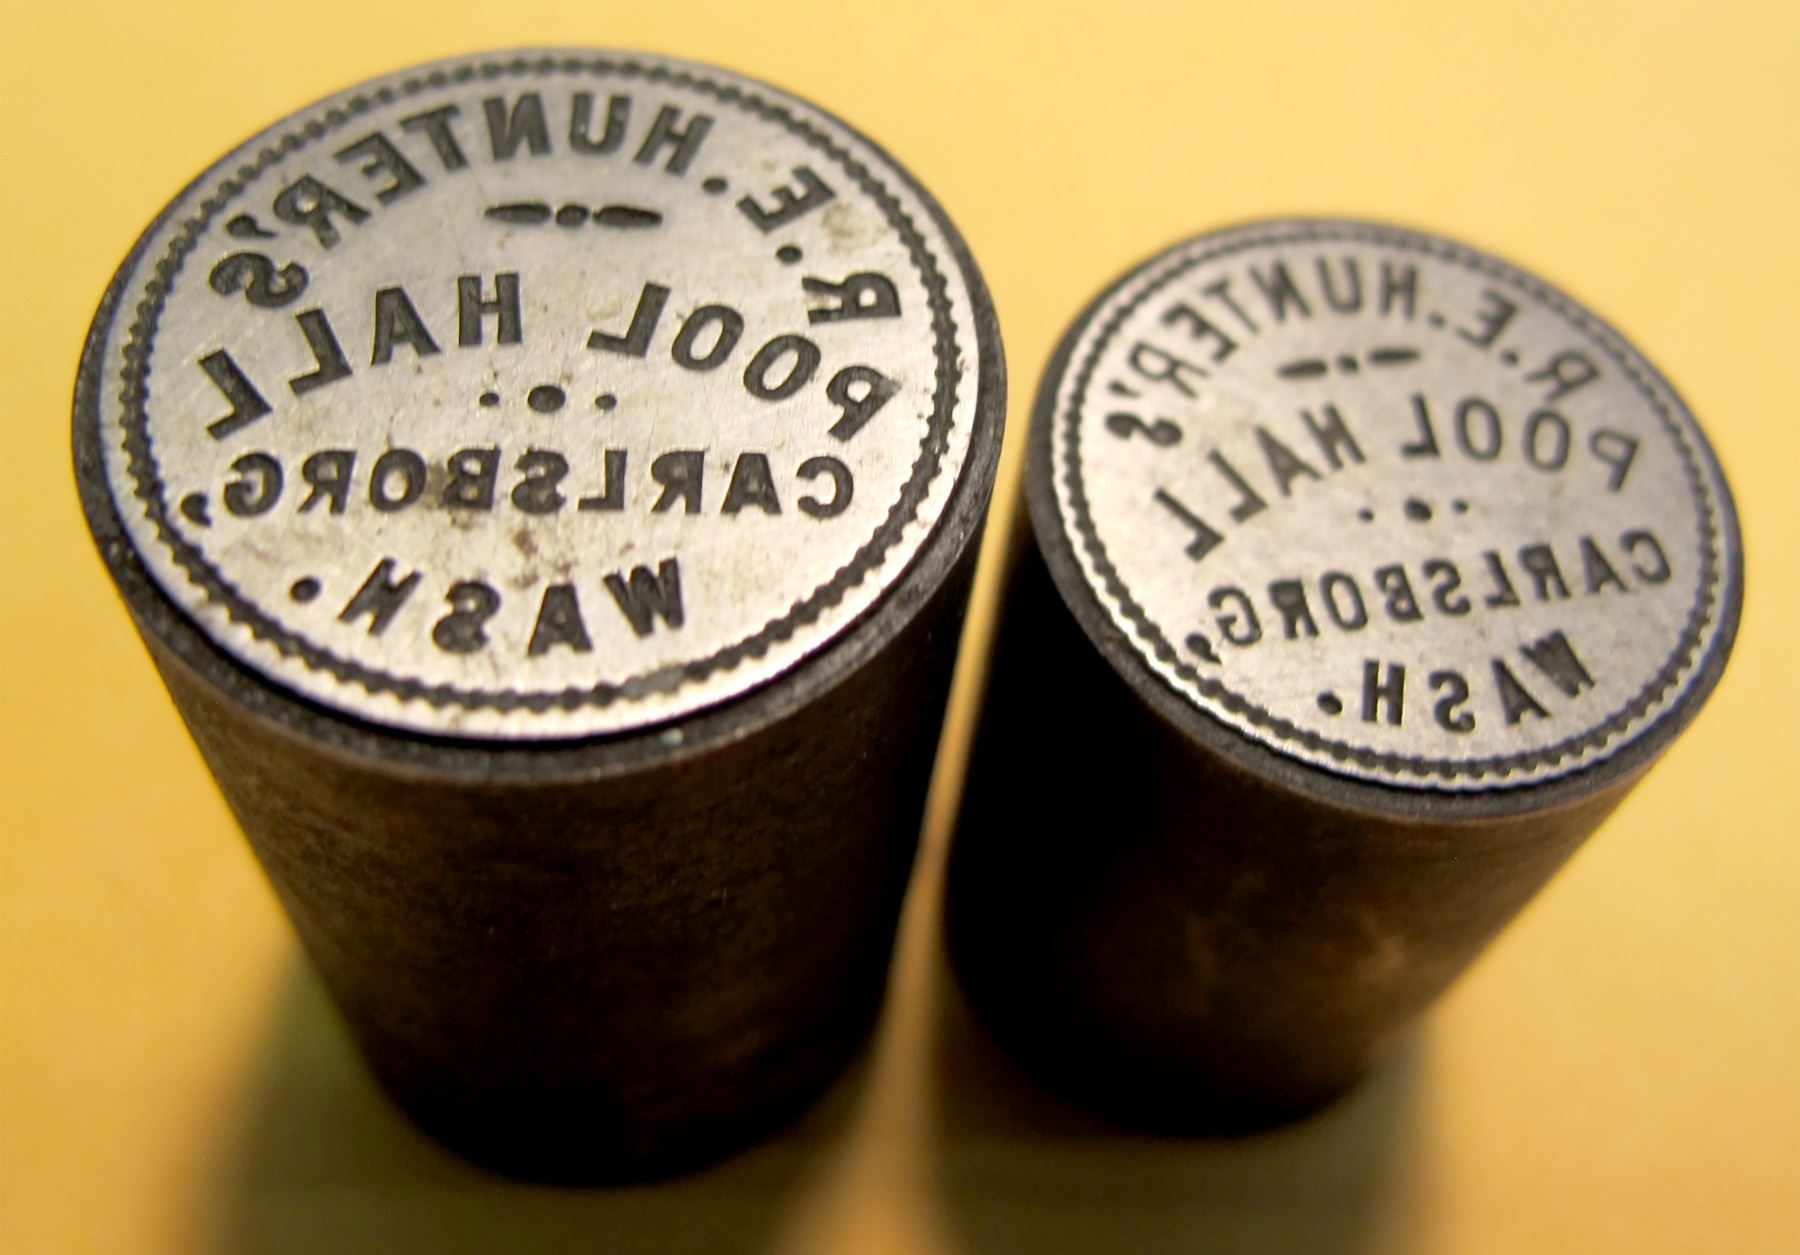 R.E. HUNTER'S
POOL HALL
CARLSBORG,
WASH.
R.E. HUNTER'S
POOL HALL
CARLSBORG,
WASH.